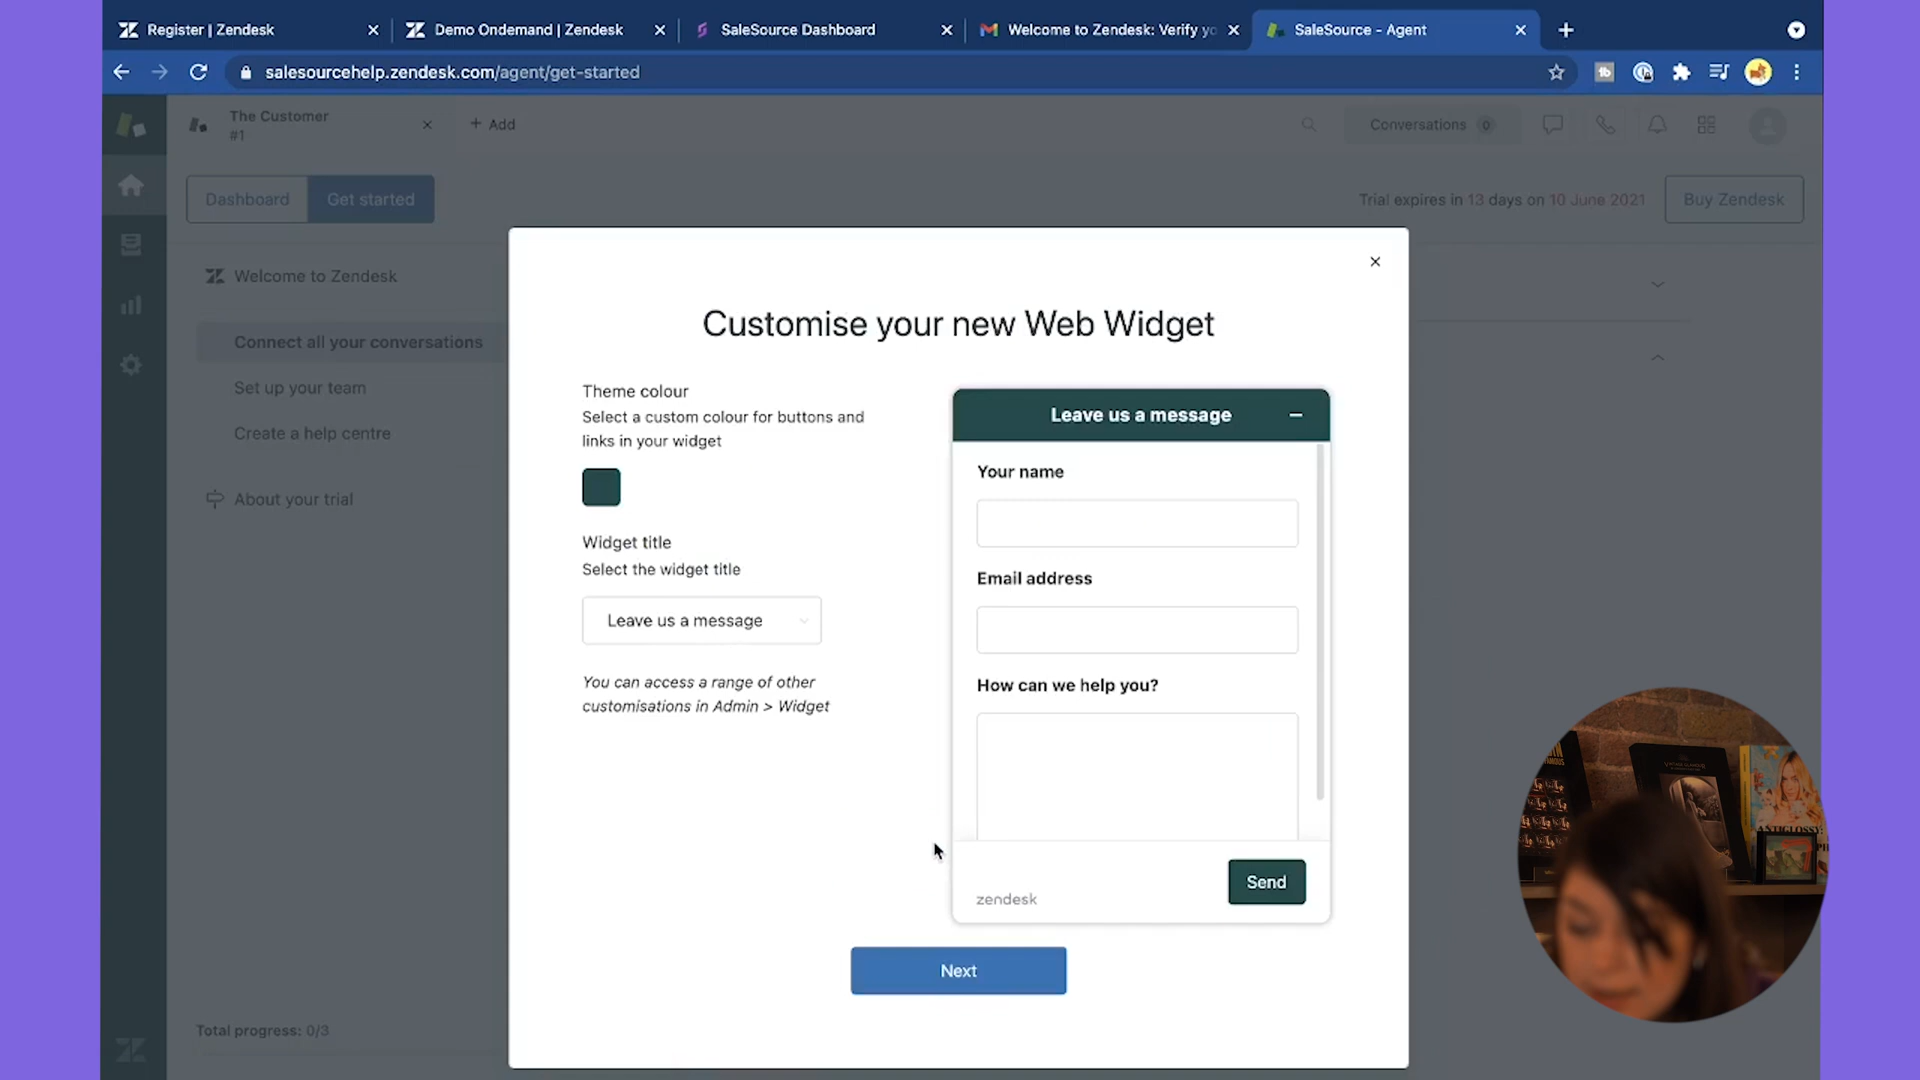 Register | Zendesk
Demo Ondemand | Zendesk
SaleSource Dashboard
Welcome to Zendesk: Verify yo
SaleSource - Agent
salesourcehelp.zendesk.com/agent/get-started
The Customer
#1
+ Add
Conversations 0
Dashboard
Get started
Trial expires in 13 days on 10 June 2021
Buy Zendesk
Welcome to Zendesk
Connect all your conversations
Set up your team
Create a help centre
About your trial
Total progress: 0/3
Customise your new Web Widget
Theme colour
Select a custom colour for buttons and
links in your widget
Widget title
Select the widget title
Leave us a message
You can access a range of other
customisations in Admin > Widget
Leave us a message
Your name
Email address
How can we help you?
zendesk
Send
Next